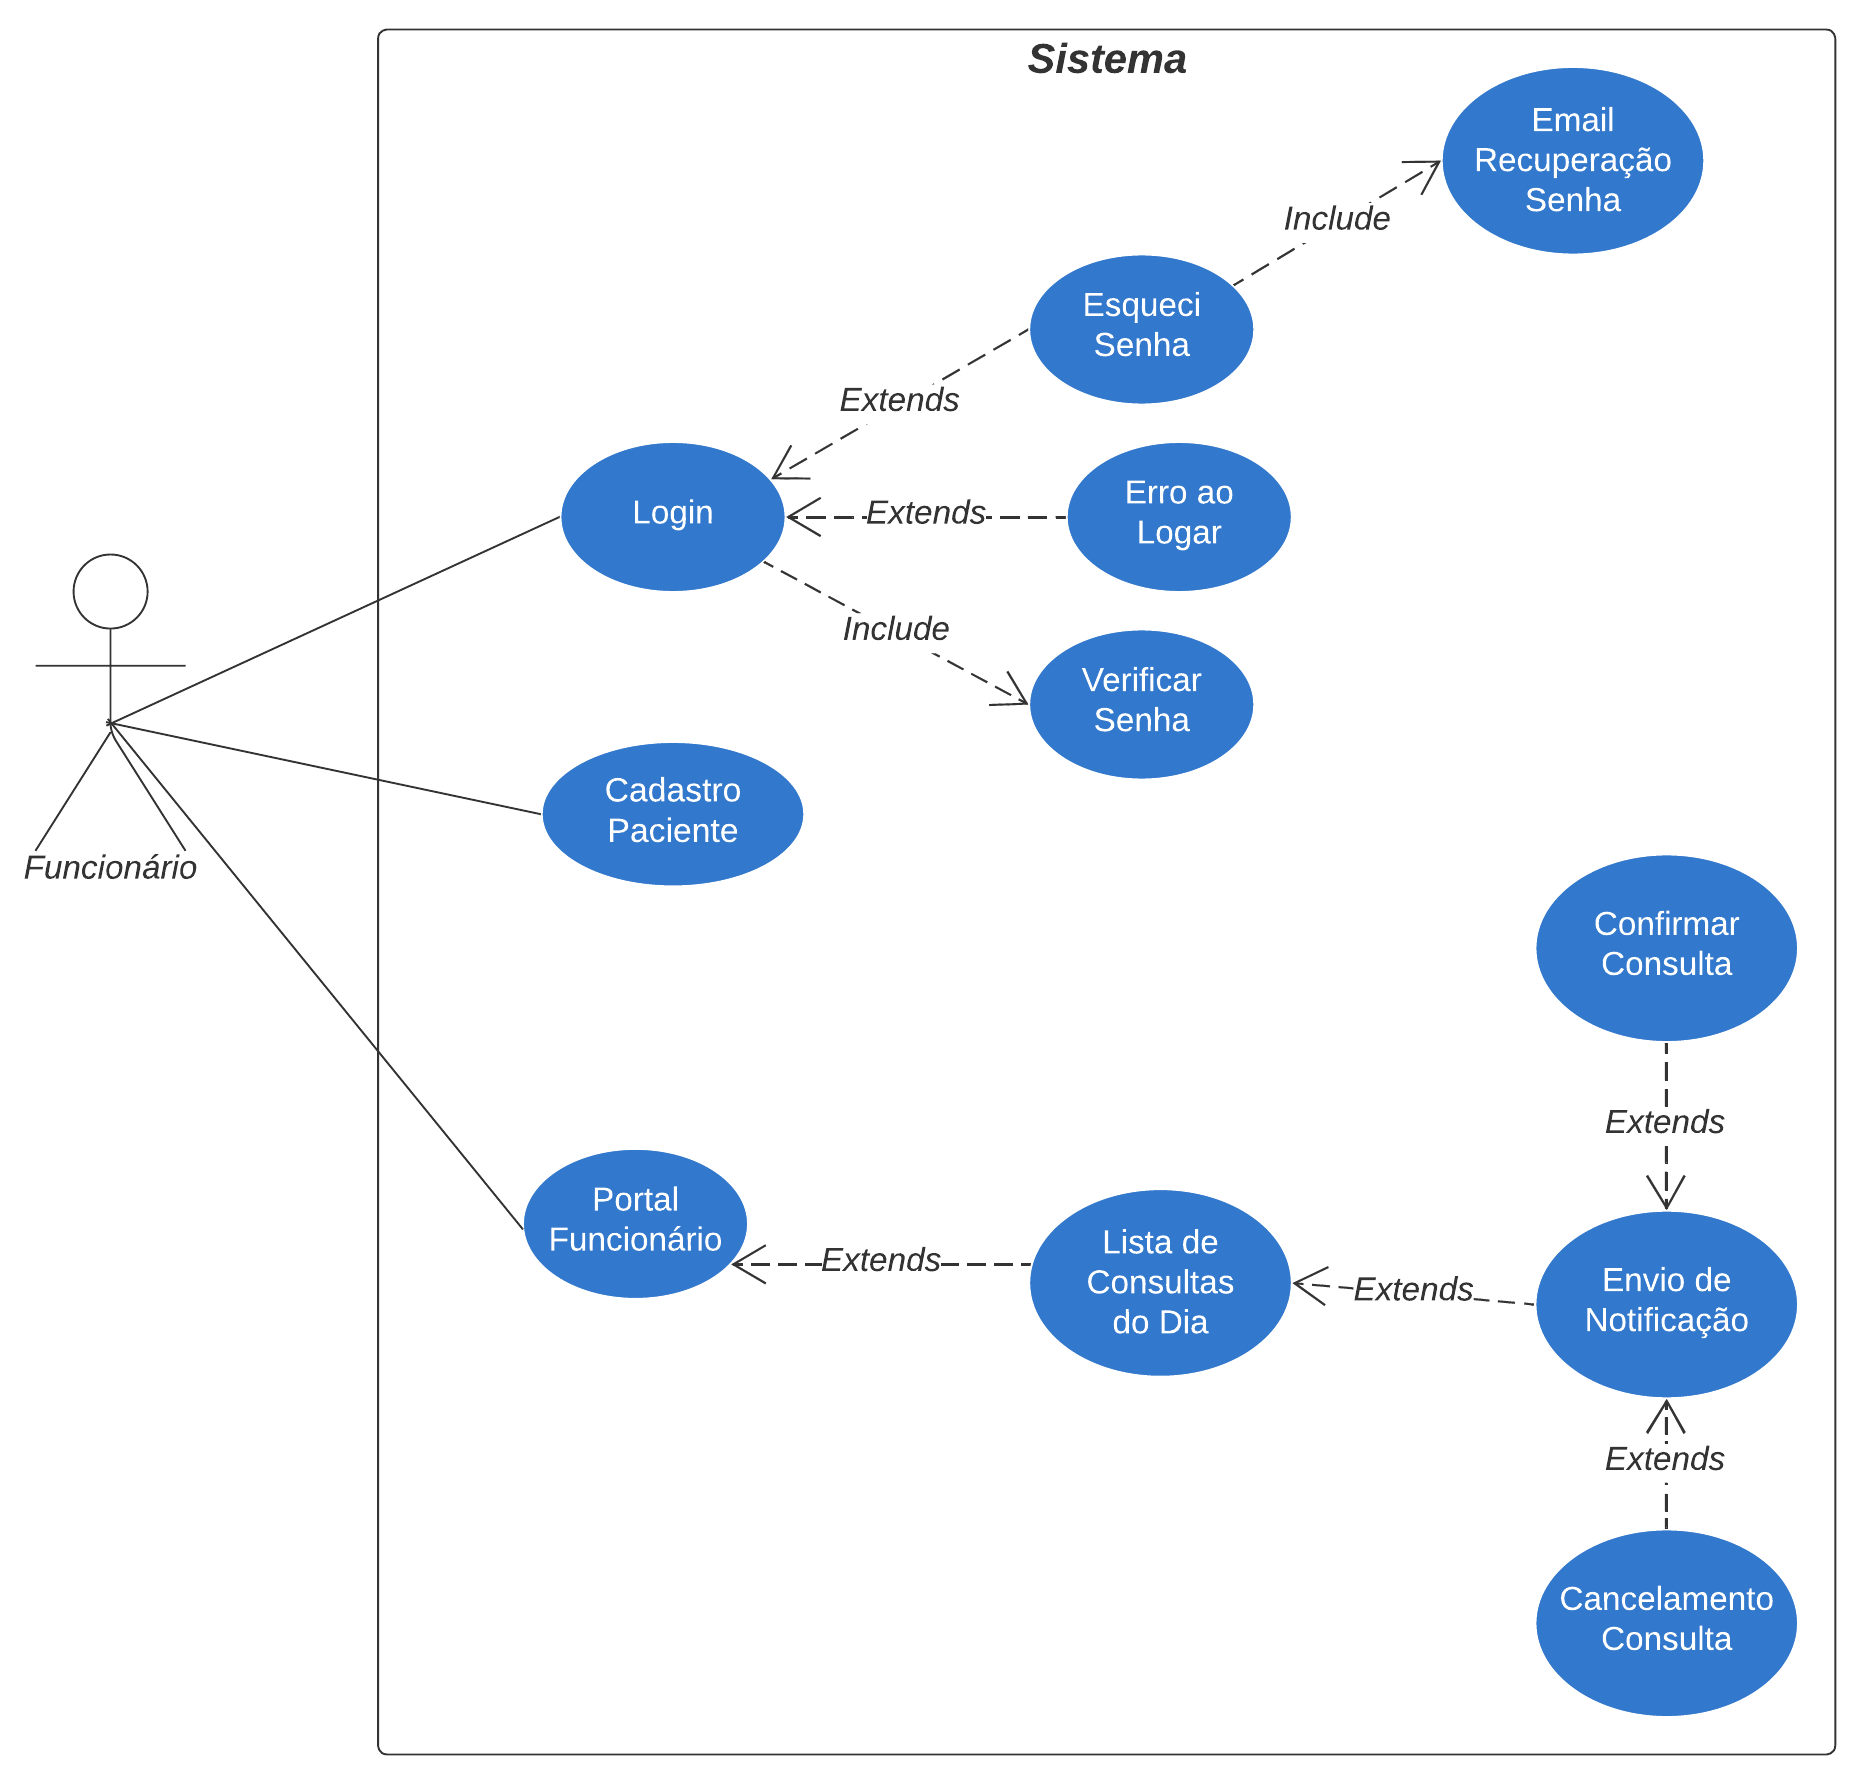 Sistema
Email
Recuperação
Senha
Include
Esqueci
Senha
Extends
Login
Extends
Erro ao
Logar
Include
Verificar
Senha
Cadastro
Paciente
Funcionário
Confirmar
Consulta
Extends
Portal
Funcionário
Extends
Lista de
Consultas
do Dia
Extends
Envio de
Notificação
Extends
Cancelamento
Consulta